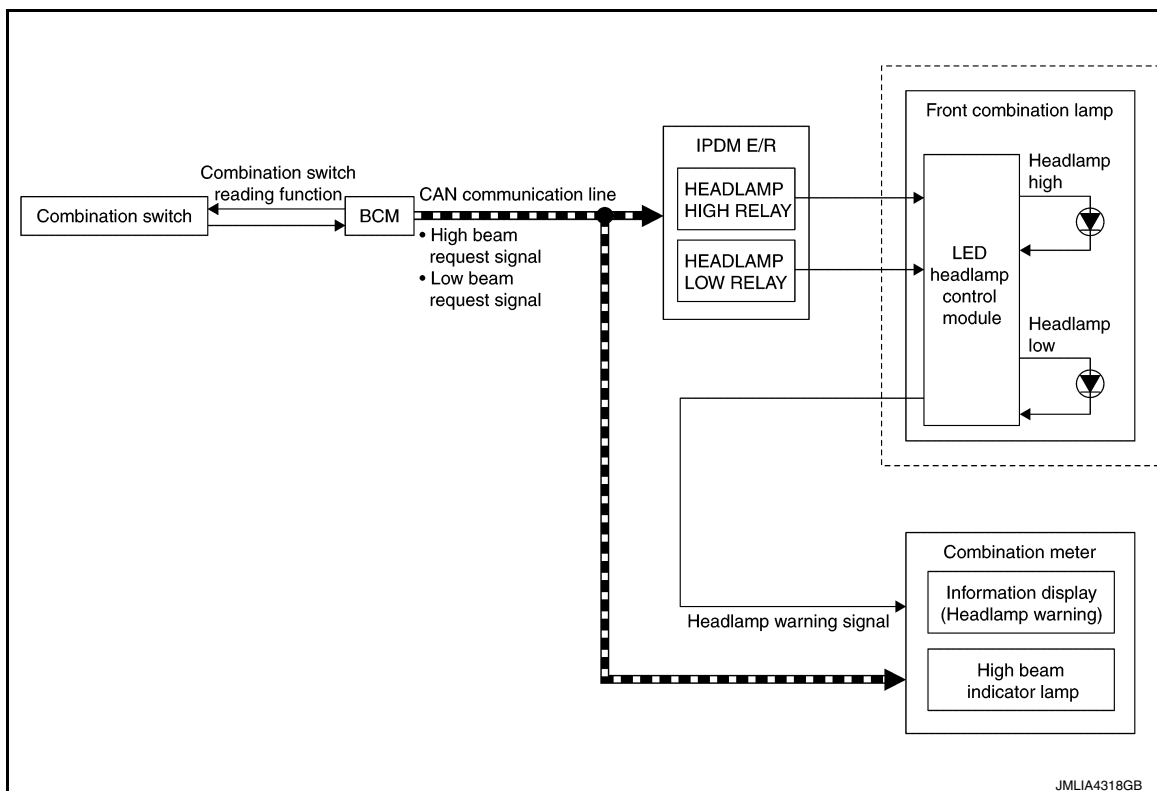 Front combination lamp
IPDM E/R
Headlamp
high
Combination switch
reading function
CAN communication line
HEADLAMP
HIGH RELAY
Combination switch
BCM
• High beam
request signal
• Low beam
request signal
HEADLAMP
LOW RELAY
LED
headlamp
control
module
Headlamp
low
Combination meter
Information display
(Headlamp warning)
Headlamp warning signal
High beam
indicator lamp
JMLIA4318GB